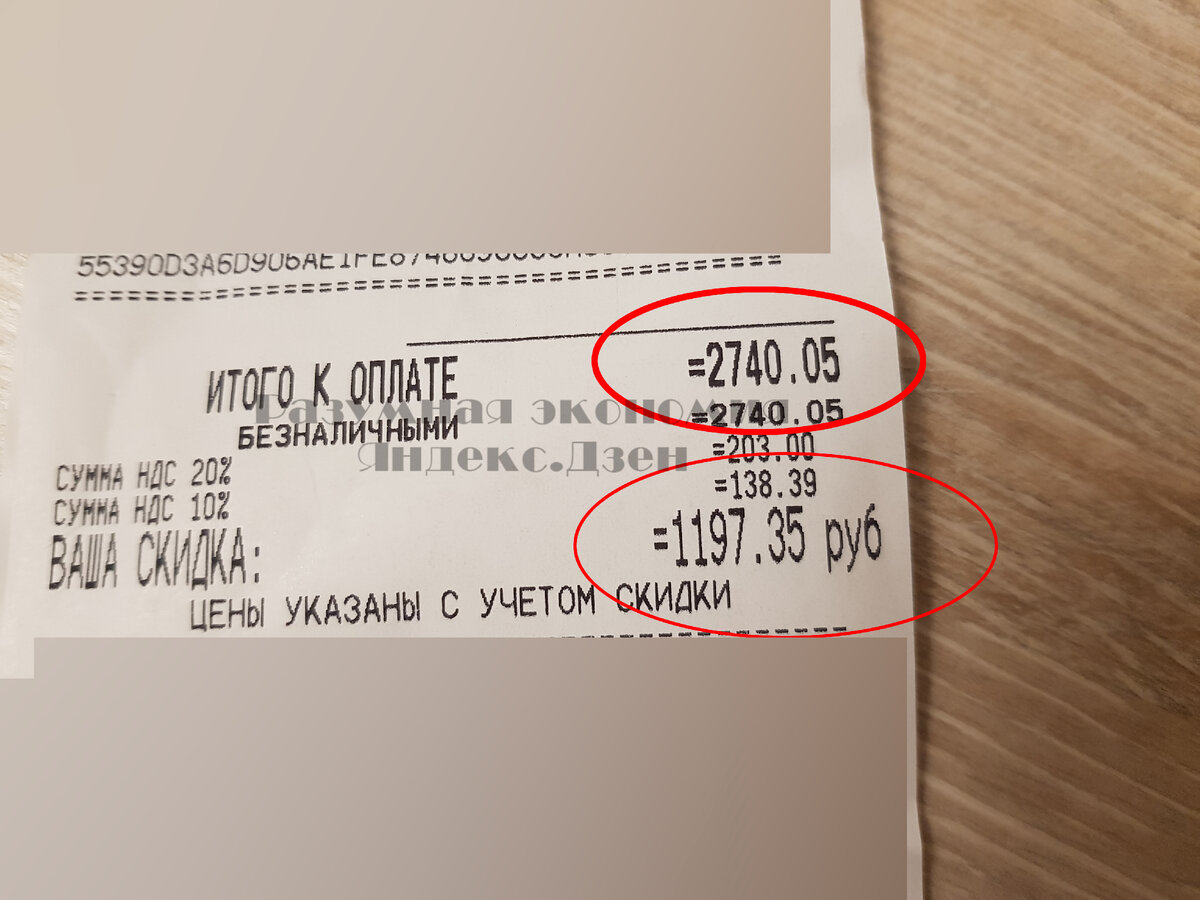 =================================
ИТОГО К ОПЛАТЕ =2740.05
БЕЗНАЛИЧНЫМИ =2740.05
СУММА НДС 20% =203.00
СУММА НДС 10% =138.39
ВАША СКИДКА: =1197.35 руб
ЦЕНЫ УКАЗАНЫ С УЧЕТОМ СКИДКИ
Разумная экономия
Яндекс.Дзен